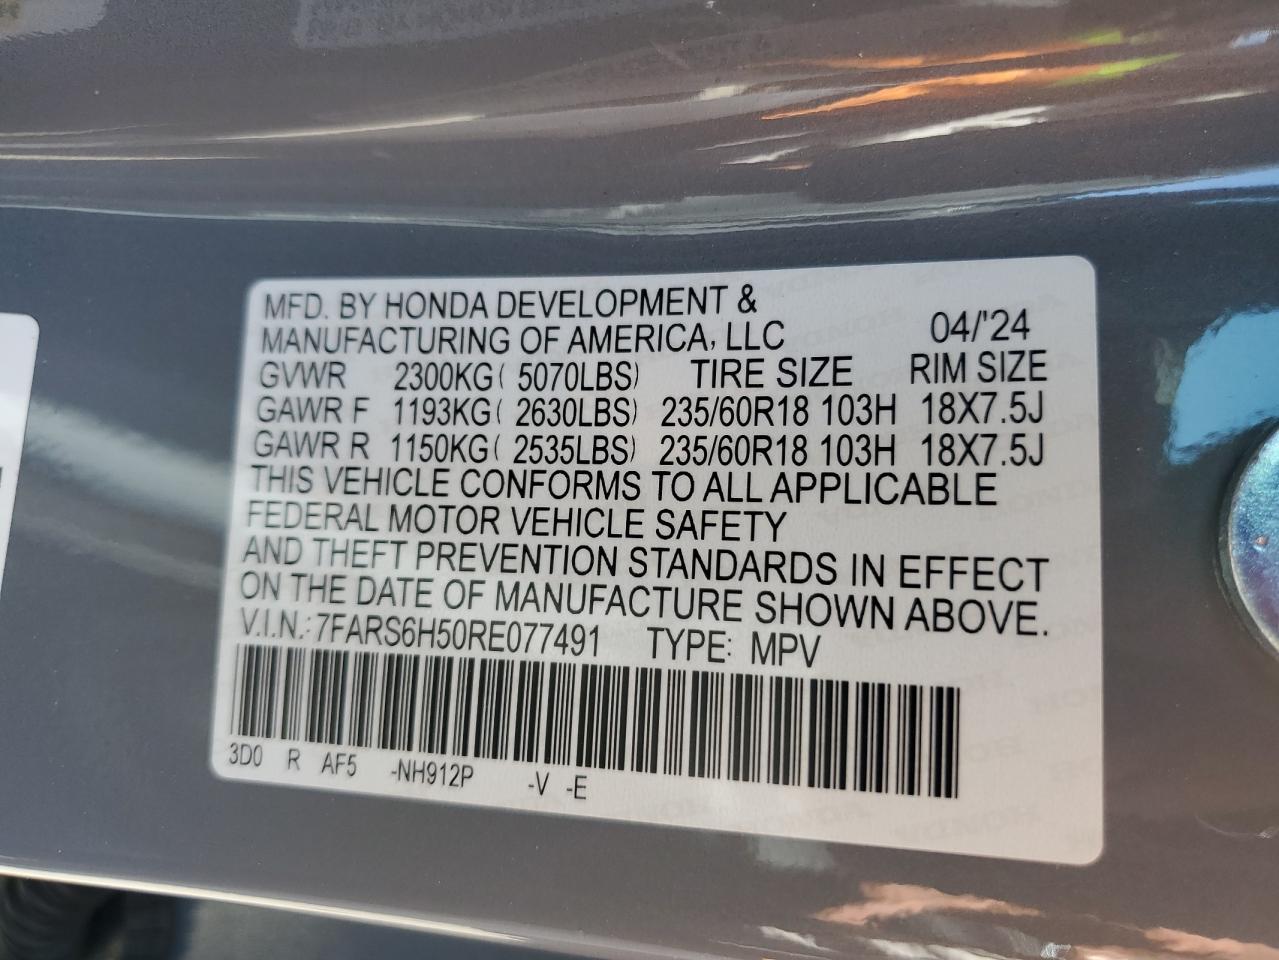 MFD. BY HONDA DEVELOPMENT &
MANUFACTURING OF AMERICA, LLC 04/'24
GVWR 2300KG( 5070LBS) TIRE SIZE RIM SIZE
GAWR F 1193KG( 2630LBS) 235/60R18 103H 18X7.5J
GAWR R 1150KG( 2535LBS) 235/60R18 103H 18X7.5J
THIS VEHICLE CONFORMS TO ALL APPLICABLE
FEDERAL MOTOR VEHICLE SAFETY
AND THEFT PREVENTION STANDARDS IN EFFECT
ON THE DATE OF MANUFACTURE SHOWN ABOVE.
V.I.N.: 7FARS6H50RE077491 TYPE: MPV
3D0 R AF5 -NH912P -V -E